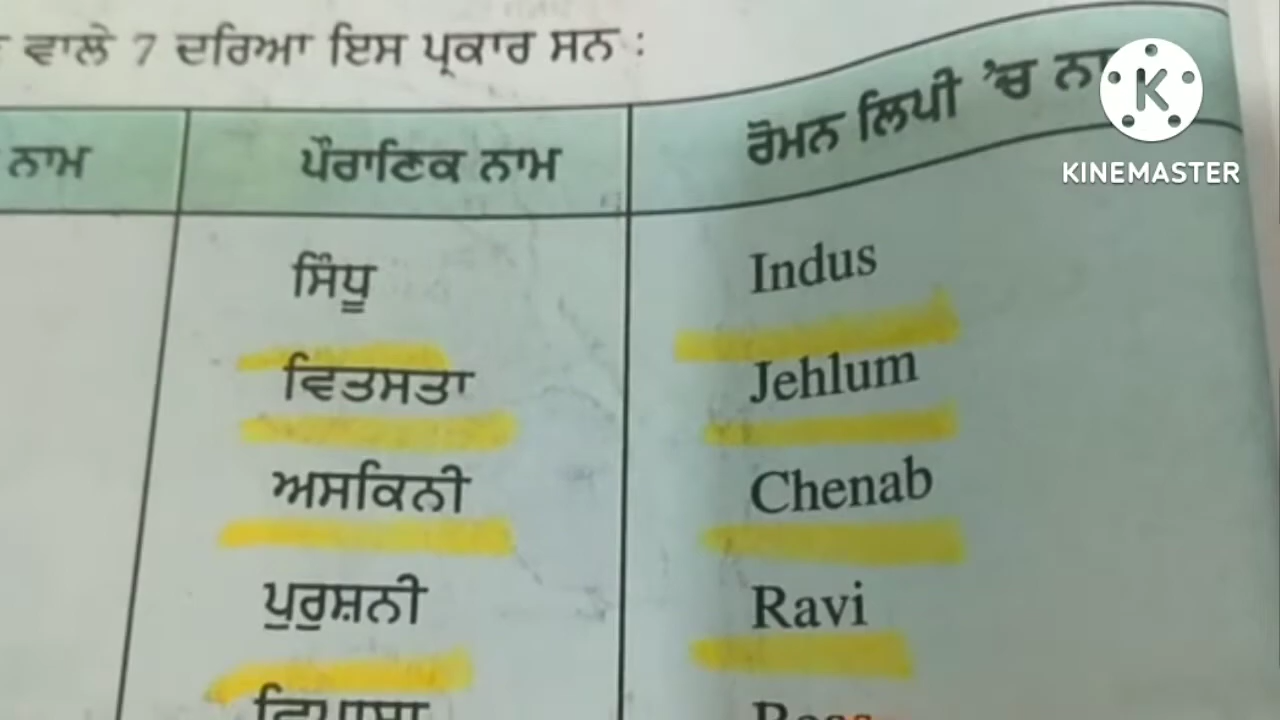 ਵਾਲੇ 7 ਦਰਿਆ ਇਸ ਪ੍ਰਕਾਰ ਸਨ :
ਨਾਮ ਪੌਰਾਣਿਕ ਨਾਮ ਰੋਮਨ ਲਿਪੀ ’ਚ
K
KINEMASTER
ਸਿੰਧੂ Indus
ਵਿਤਸਤਾ Jehlum
ਅਸਕਿਨੀ Chenab
ਪੁਰੁਸ਼ਨੀ Ravi